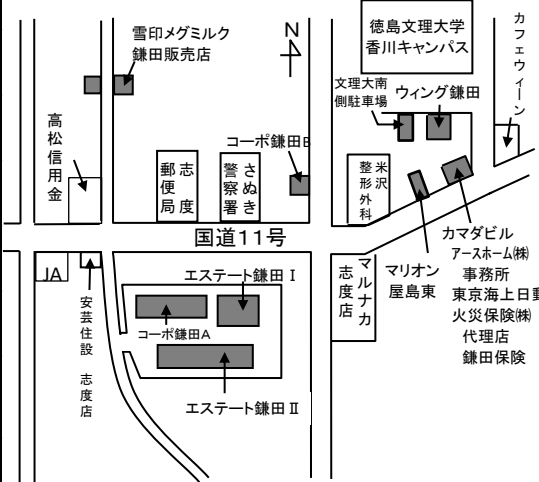 雪印メグミルク
鎌田販売店
N
徳島文理大学
香川キャンパス
カフェウィーン
文理大南
側駐車場
ウィング鎌田
高松信用金
コーポ鎌田B
志度
郵便局
さぬき
警察署
米沢
整形外科
国道11号
カマダビル
アースホーム㈱
事務所
東京海上日動
火災保険㈱
代理店
鎌田保険
マリオン
屋島東
マルナカ
志度店
JA
安芸住設 志度店
エステート鎌田Ⅰ
コーポ鎌田A
エステート鎌田Ⅱ